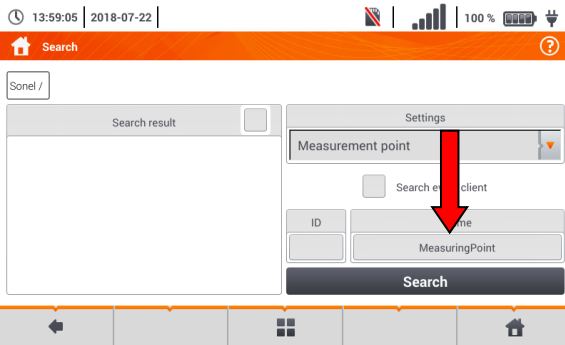 13:59:05 2018-07-22 100 %
Search
Sonel /
Search result
Settings
Measurement point
Search client
ID
MeasuringPoint
Search